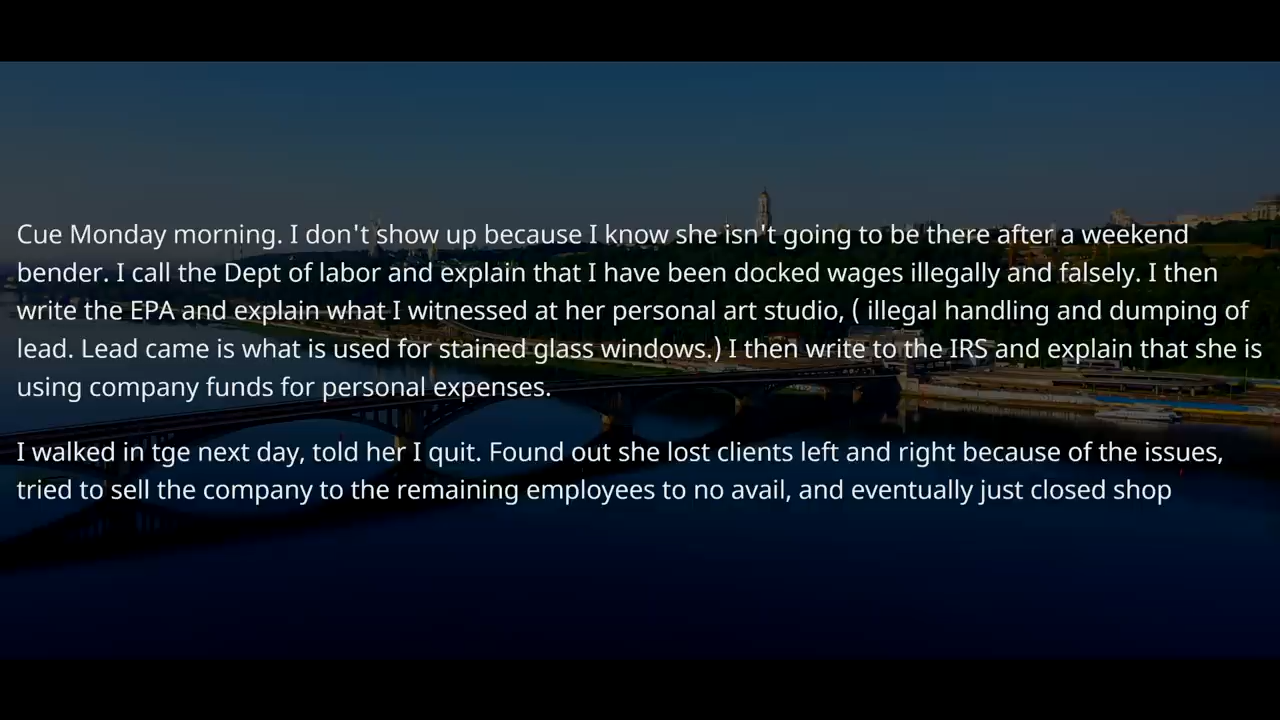 Cue Monday morning. I don't show up because I know she isn't going to be there after a weekend
bender. I call the Dept of labor and explain that I have been docked wages illegally and falsely. I then
write the EPA and explain what I witnessed at her personal art studio, ( illegal handling and dumping of
lead. Lead came is what is used for stained glass windows.) I then write to the IRS and explain that she is
using company funds for personal expenses.
I walked in tge next day, told her I quit. Found out she lost clients left and right because of the issues,
tried to sell the company to the remaining employees to no avail, and eventually just closed shop